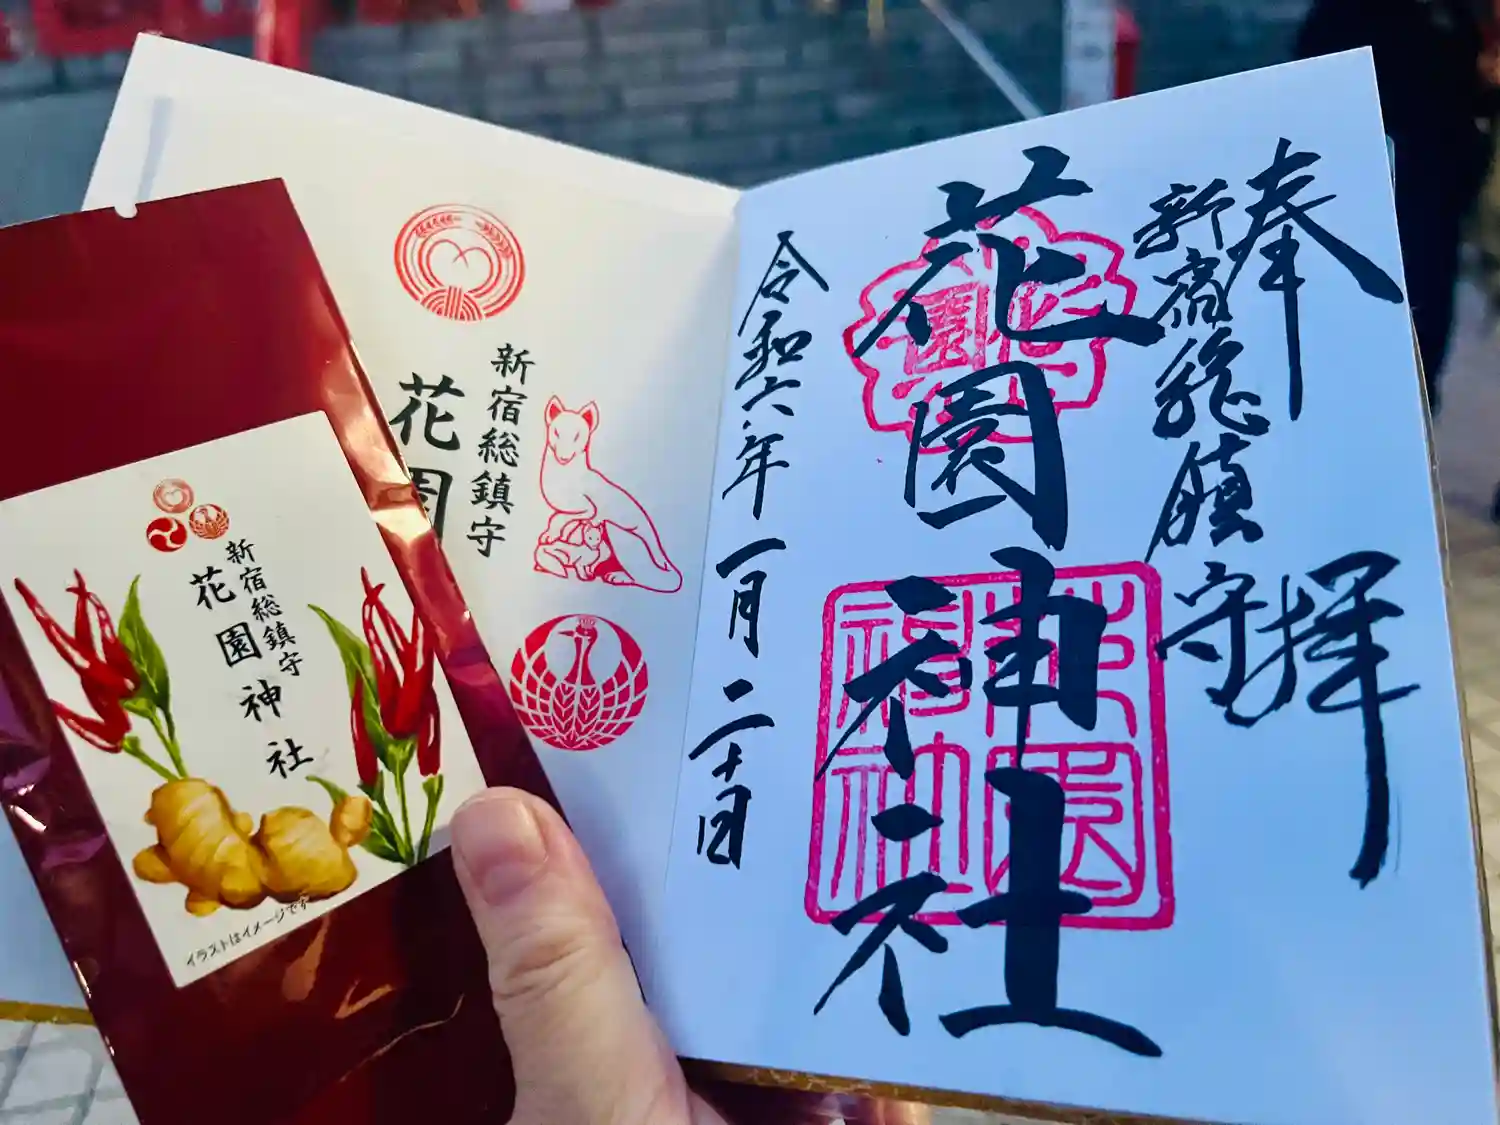 奉拝
新宿総鎮守
花園神社
令和六年一月二十日
新宿総鎮守
花園
新宿総鎮守
花園神社
イラストはイメージです